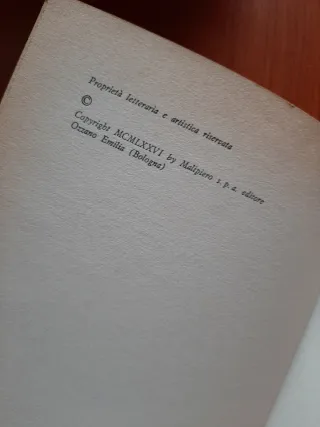 Proprietà letteraria e artistica riservata
©
Copyright MCMLXXVI by Malipiero s.p.a. editore
Ozzano Emilia (Bologna)